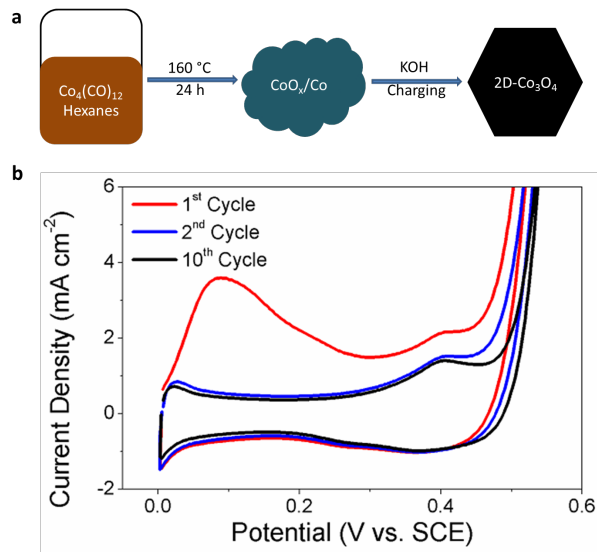 a
Co₄(CO)₁₂
Hexanes
160 °C
24 h
CoOₓ/Co
KOH
Charging
2D-Co₃O₄
b
Current Density (mA cm⁻²)
6
4
2
0
-2
1ˢᵗ Cycle
2ⁿᵈ Cycle
10ᵗʰ Cycle
0.0
0.2
0.4
0.6
Potential (V vs. SCE)